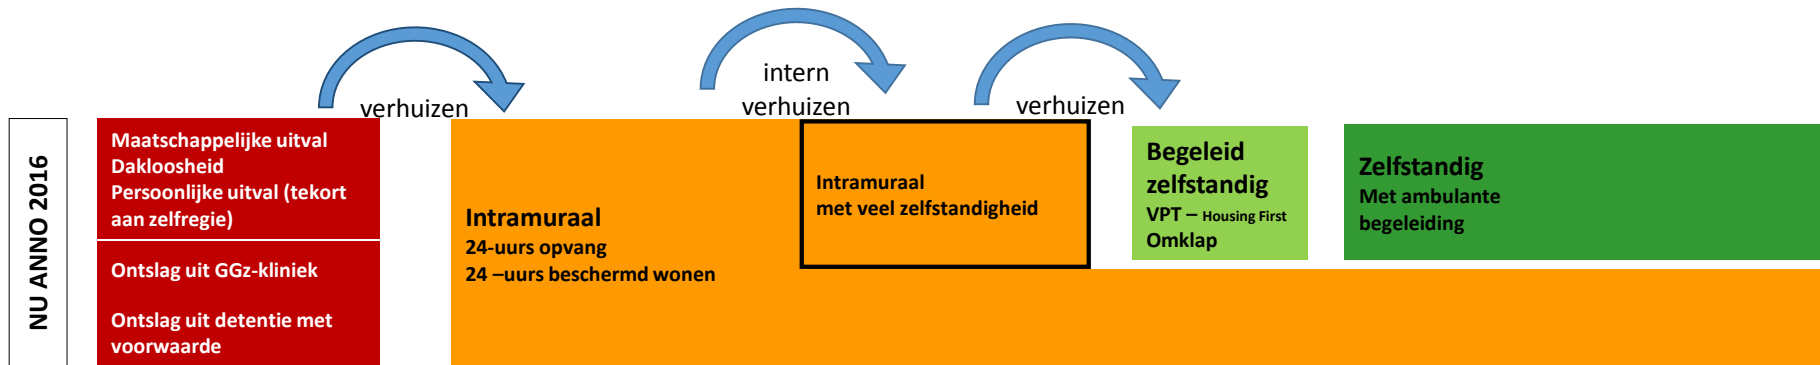 verhuizen
intern
verhuizen
verhuizen
NU ANNO 2016
Maatschappelijke uitval
Dakloosheid
Persoonlijke uitval (tekort
aan zelfregie)
Ontslag uit GGz-kliniek
Ontslag uit detentie met
voorwaarde
Intramuraal
24-uurs opvang
24 –uurs beschermd wonen
Intramuraal
met veel zelfstandigheid
Begeleid
zelfstandig
VPT – Housing First
Omklap
Zelfstandig
Met ambulante
begeleiding